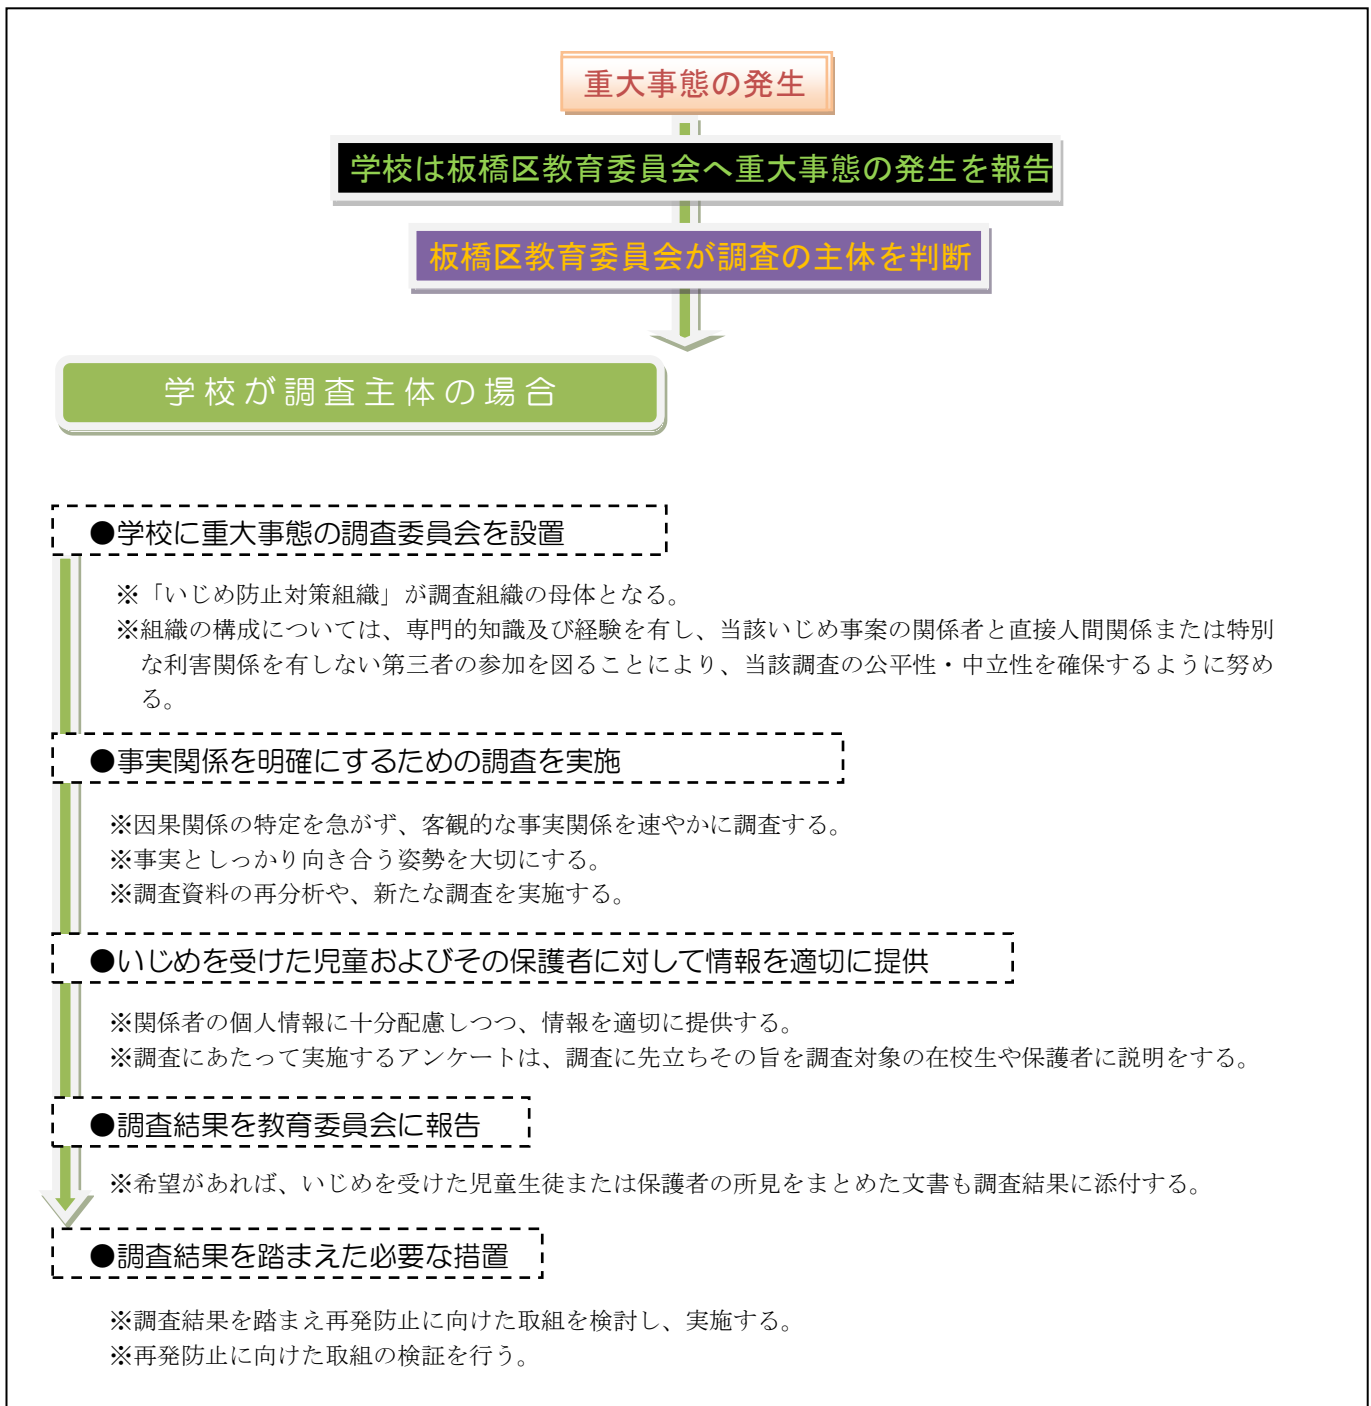 重大事態の発生
学校は板橋区教育委員会へ重大事態の発生を報告
板橋区教育委員会が調査の主体を判断
学校が調査主体の場合
●学校に重大事態の調査委員会を設置
※「いじめ防止対策組織」が調査組織の母体となる。
※組織の構成については、専門的知識及び経験を有し、当該いじめ事案の関係者と直接人間関係または特別
な利害関係を有しない第三者の参加を図ることにより、当該調査の公平性・中立性を確保するように努め
る。
●事実関係を明確にするための調査を実施
※因果関係の特定を急がず、客観的な事実関係を速やかに調査する。
※事実としっかり向き合う姿勢を大切にする。
※調査資料の再分析や、新たな調査を実施する。
●いじめを受けた児童およびその保護者に対して情報を適切に提供
※関係者の個人情報に十分配慮しつつ、情報を適切に提供する。
※調査にあたって実施するアンケートは、調査に先立ちその旨を調査対象の在校生や保護者に説明をする。
●調査結果を教育委員会に報告
※希望があれば、いじめを受けた児童生徒または保護者の所見をまとめた文書も調査結果に添付する。
●調査結果を踏まえた必要な措置
※調査結果を踏まえ再発防止に向けた取組を検討し、実施する。
※再発防止に向けた取組の検証を行う。